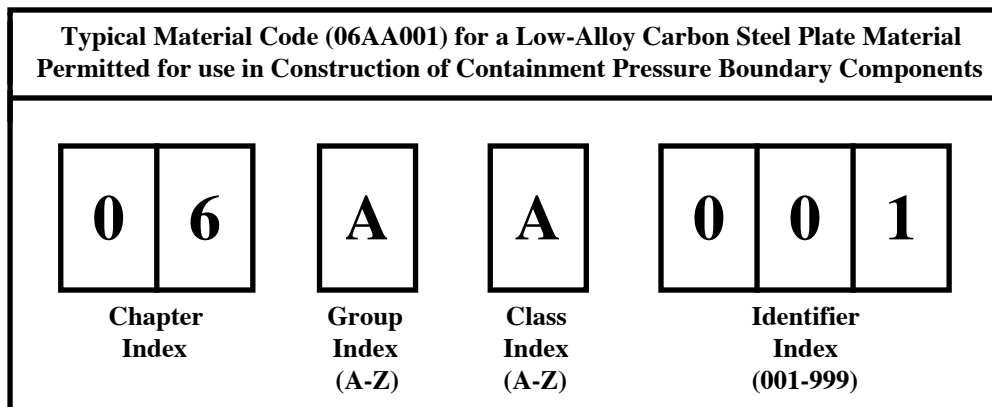 Typical Material Code (06AA001) for a Low-Alloy Carbon Steel Plate Material
Permitted for use in Construction of Containment Pressure Boundary Components
0 6 A A 0 0 1
Chapter Group Class Identifier
Index Index Index Index
(A-Z) (A-Z) (001-999)